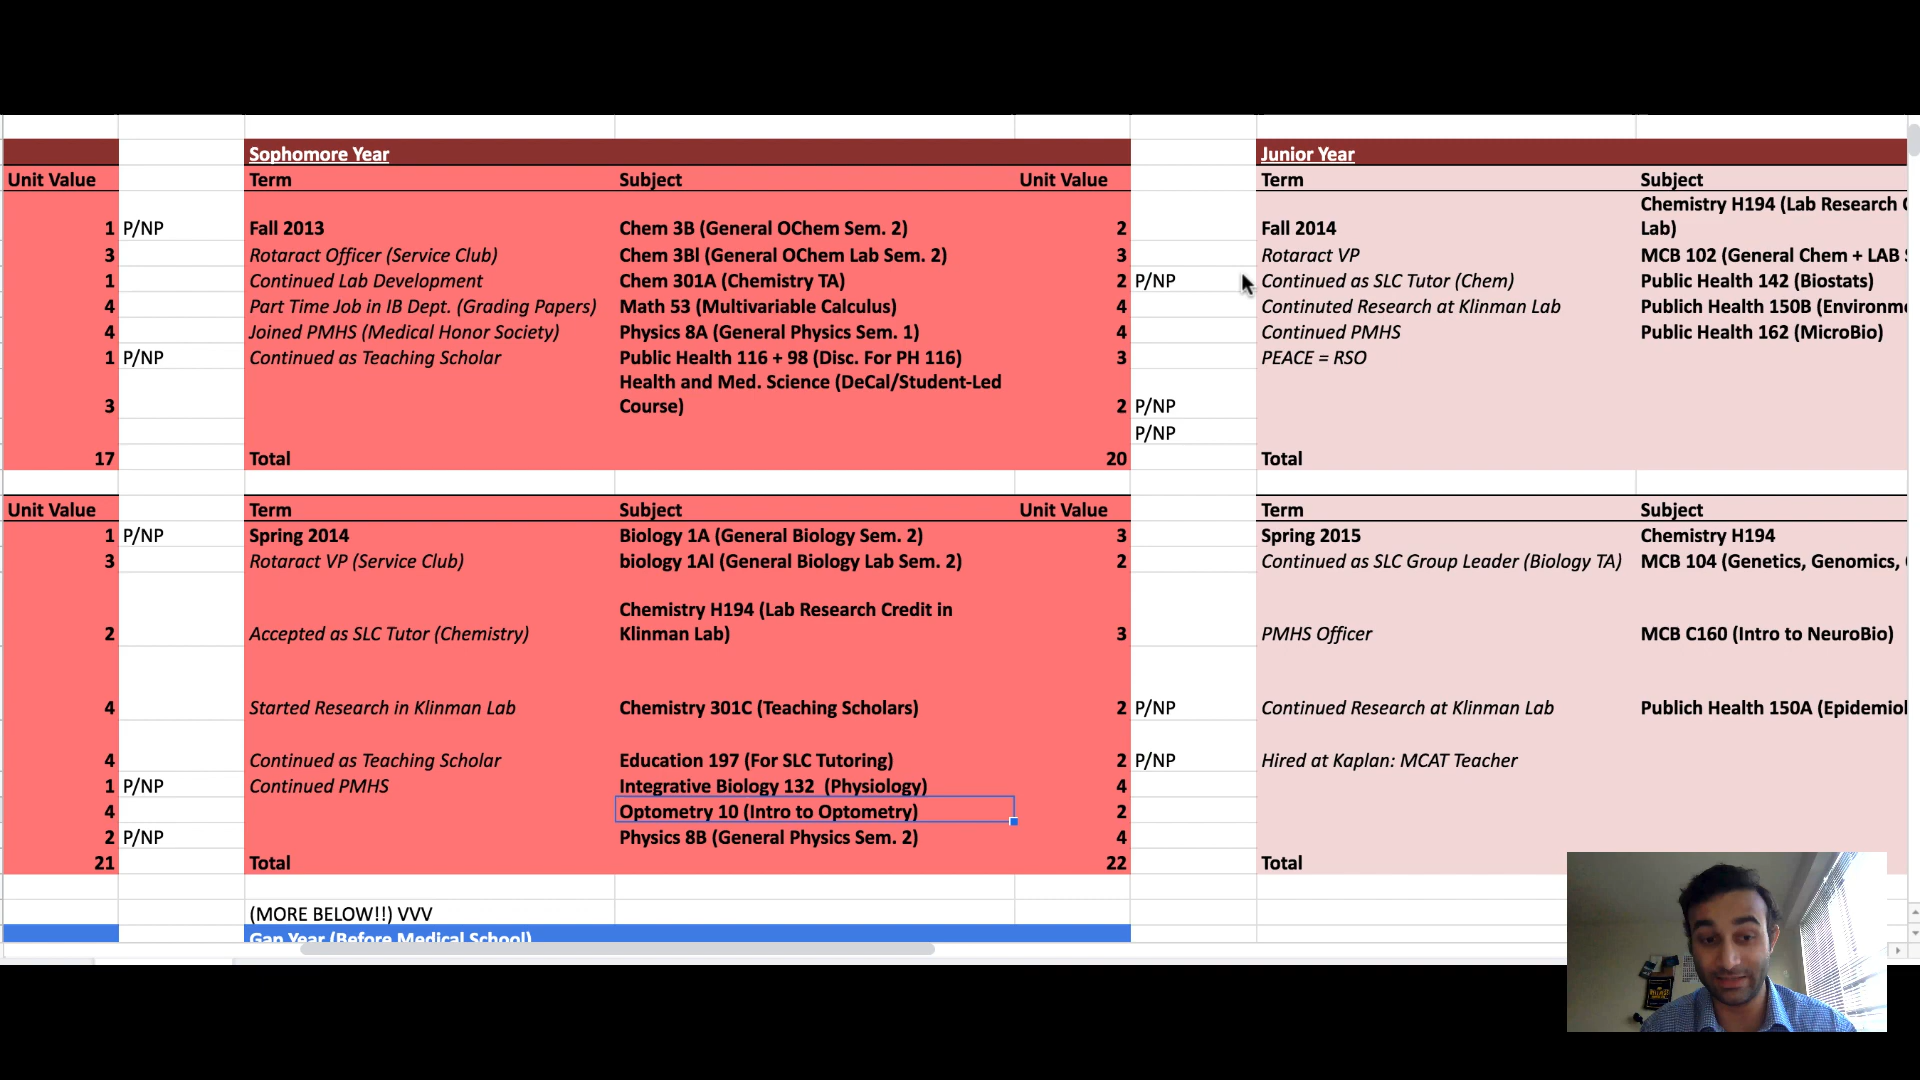 Sophomore Year Junior Year
Unit Value Term Subject Unit Value Term Subject
Chemistry H194 (Lab Research
1 P/NP Fall 2013 Chem 3B (General OChem Sem. 2) 2 Fall 2014 Lab)
3 Rotaract Officer (Service Club) Chem 3Bl (General OChem Lab Sem. 2) 3 Rotaract VP MCB 102 (General Chem + LAB
1 Continued Lab Development Chem 301A (Chemistry TA) 2 P/NP Continued as SLC Tutor (Chem) Public Health 142 (Biostats)
4 Part Time Job in IB Dept. (Grading Papers) Math 53 (Multivariable Calculus) 4 Continuted Research at Klinman Lab Publich Health 150B (Environme
4 Joined PMHS (Medical Honor Society) Physics 8A (General Physics Sem. 1) 4 Continued PMHS Public Health 162 (MicroBio)
1 P/NP Continued as Teaching Scholar Public Health 116 + 98 (Disc. For PH 116) 3 PEACE = RSO
Health and Med. Science (DeCal/Student-Led
3 Course) 2 P/NP
P/NP
17 Total 20 Total
Unit Value Term Subject Unit Value Term Subject
1 P/NP Spring 2014 Biology 1A (General Biology Sem. 2) 3 Spring 2015 Chemistry H194
3 Rotaract VP (Service Club) biology 1Al (General Biology Lab Sem. 2) 2 Continued as SLC Group Leader (Biology TA) MCB 104 (Genetics, Genomics,
Chemistry H194 (Lab Research Credit in
2 Accepted as SLC Tutor (Chemistry) Klinman Lab) 3 PMHS Officer MCB C160 (Intro to NeuroBio)
4 Started Research in Klinman Lab Chemistry 301C (Teaching Scholars) 2 P/NP Continued Research at Klinman Lab Publich Health 150A (Epidemiol
4 Continued as Teaching Scholar Education 197 (For SLC Tutoring) 2 P/NP Hired at Kaplan: MCAT Teacher
1 P/NP Continued PMHS Integrative Biology 132 (Physiology) 4
4 Optometry 10 (Intro to Optometry) 2
2 P/NP Physics 8B (General Physics Sem. 2) 4
21 Total 22 Total
(MORE BELOW!!) VVV
Gap Year (Before Medical School)